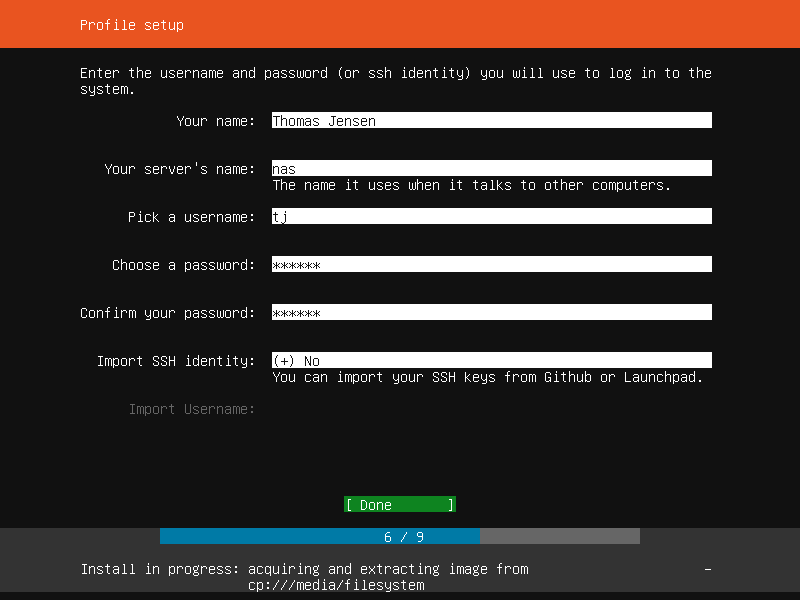 Profile setup
Enter the username and password (or ssh identity) you will use to log in to the
system.
Your name: Thomas Jensen
Your server's name: nas
The name it uses when it talks to other computers.
Pick a username: tj
Choose a password: ******
Confirm your password: ******
Import SSH identity: (+) No
You can import your SSH keys from Github or Launchpad.
Import Username:
[ Done ]
6 / 9
Install in progress: acquiring and extracting image from -
cp:///media/filesystem